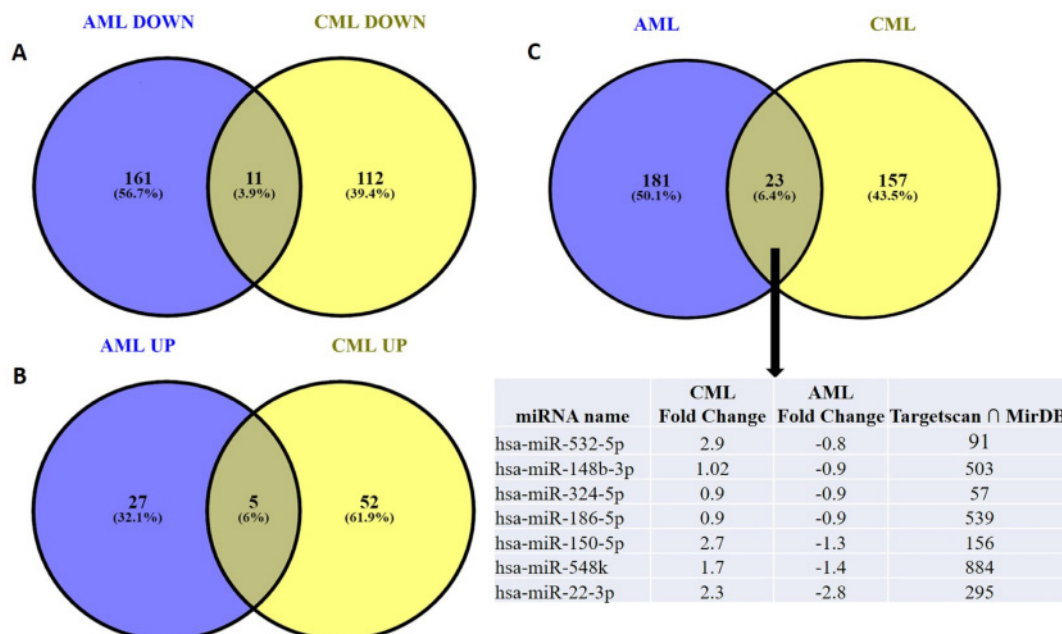 A
AML DOWN CML DOWN
161
(56.7%)
11
(3.9%)
112
(39.4%)
B
AML UP CML UP
27
(32.1%)
5
(6%)
52
(61.9%)
C
AML CML
181
(50.1%)
23
(6.4%)
157
(43.5%)
miRNA name CML Fold Change AML Fold Change Targetscan ∩ MirDB
hsa-miR-532-5p 2.9 -0.8 91
hsa-miR-148b-3p 1.02 -0.9 503
hsa-miR-324-5p 0.9 -0.9 57
hsa-miR-186-5p 0.9 -0.9 539
hsa-miR-150-5p 2.7 -1.3 156
hsa-miR-548k 1.7 -1.4 884
hsa-miR-22-3p 2.3 -2.8 295